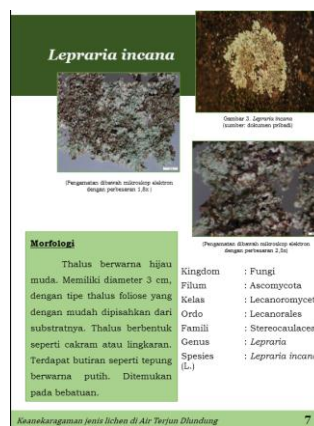 Lepraria incana
Gambar 3. Lepraria incana
(sumber: dokumen pribadi)
(Pengamatan dibawah mikroskop elektron
dengan perbesaran 1,8x)
(Pengamatan dibawah mikroskop elektron
dengan perbesaran 2,5x)
Morfologi
Thalus berwarna hijau
muda. Memiliki diameter 3 cm,
dengan tipe thalus foliose yang
dengan mudah dipisahkan dari
substratnya. Thalus berbentuk
seperti cakram atau lingkaran.
Terdapat butiran seperti tepung
berwarna putih. Ditemukan
pada bebatuan.
Kingdom : Fungi
Filum : Ascomycota
Kelas : Lecanoromycet
Ordo : Lecanorales
Famili : Stereocaulaces
Genus : Lepraria
Spesies : Lepraria incana
(L.)
Keanekaragaman jenis lichen di Air Terjun Dlundung 7